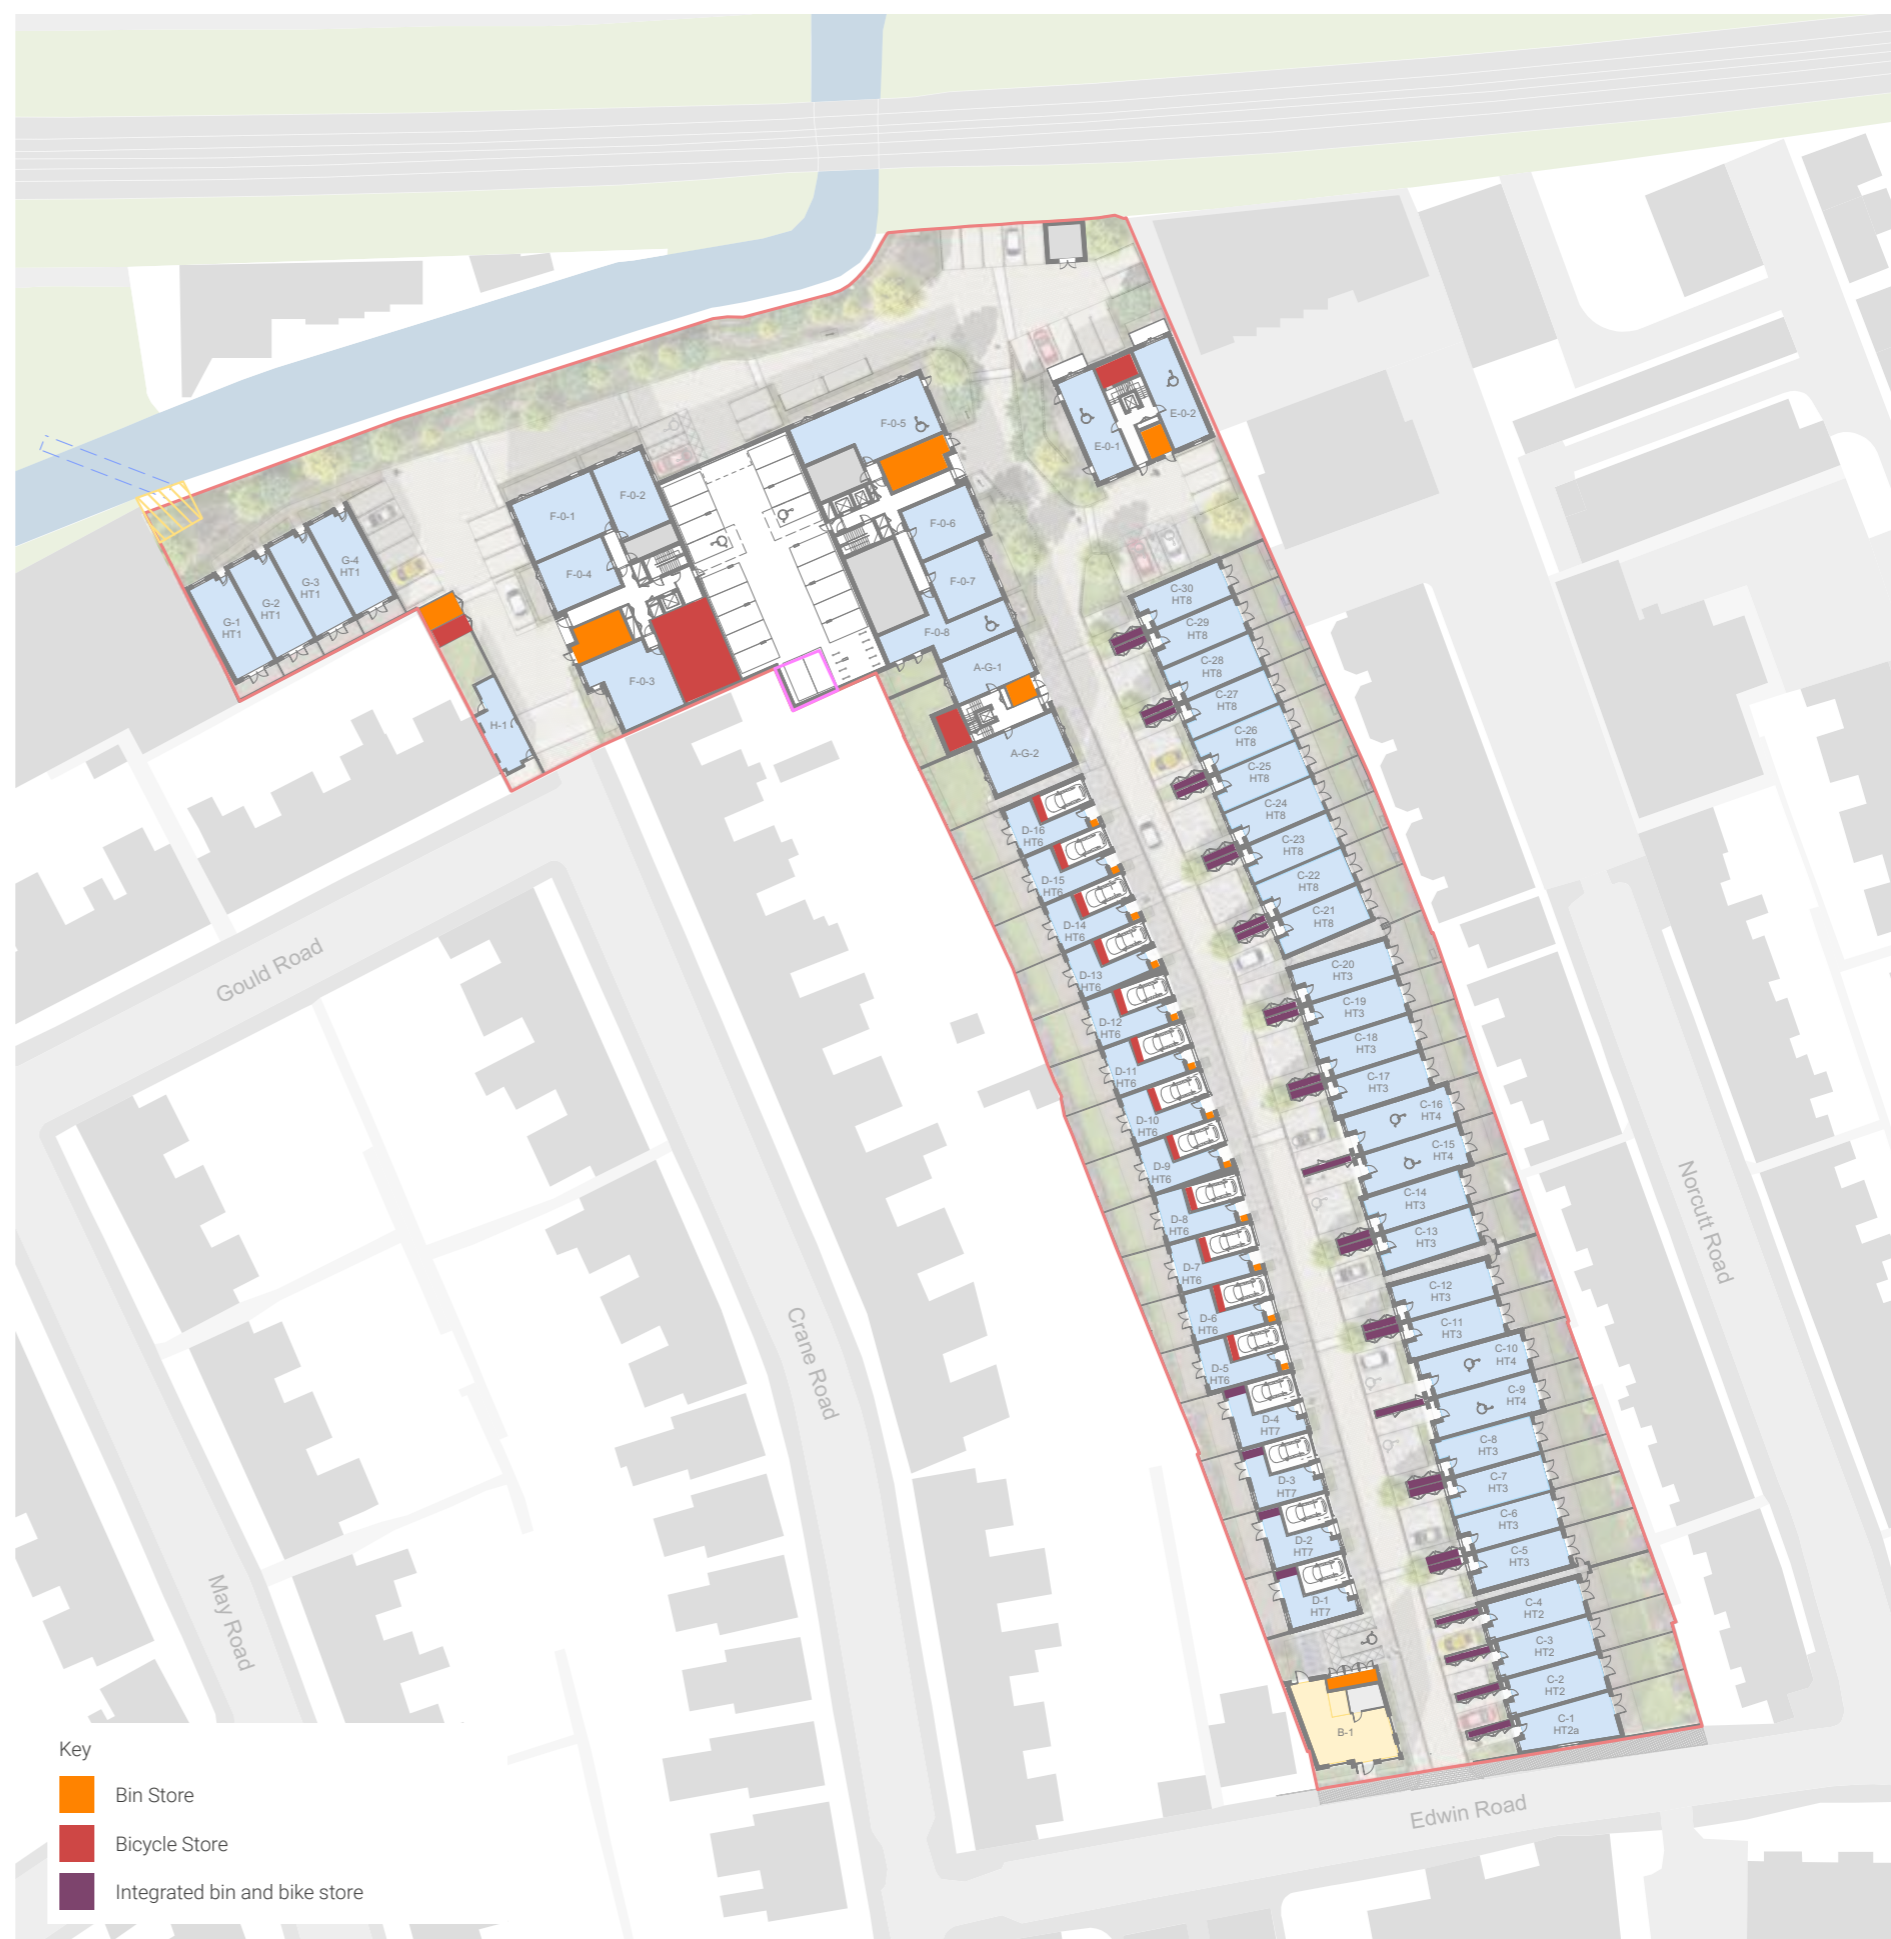 E-0-2
E-0-1
F-0-5
F-0-2
F-0-1
F-0-6
F-0-4
F-0-7
F-0-8
F-0-3
G-4
HT1
G-3
HT1
G-2
HT1
G-1
HT1
H-1
A-G-1
A-G-2
C-30
HT8
C-29
HT8
C-28
HT8
C-27
HT8
C-26
HT8
C-25
HT8
C-24
HT8
C-23
HT8
C-22
HT8
C-21
HT8
D-16
HT6
D-15
HT6
D-14
HT6
D-13
HT6
D-12
HT6
D-11
HT6
D-10
HT6
D-9
HT6
D-8
HT6
D-7
HT6
D-6
HT6
D-5
HT6
D-4
HT7
D-3
HT7
D-2
HT7
D-1
HT7
C-20
HT3
C-19
HT3
C-18
HT3
C-17
HT3
C-16
HT4
C-15
HT4
C-14
HT3
C-13
HT3
C-12
HT3
C-11
HT3
C-10
HT4
C-9
HT4
C-8
HT3
C-7
HT3
C-6
HT3
C-5
HT3
C-4
HT2
C-3
HT2
C-2
HT2
C-1
HT2a
B-1
Gould Road
Crane Road
May Road
Norcutt Road
Edwin Road
Key
Bin Store
Bicycle Store
Integrated bin and bike store